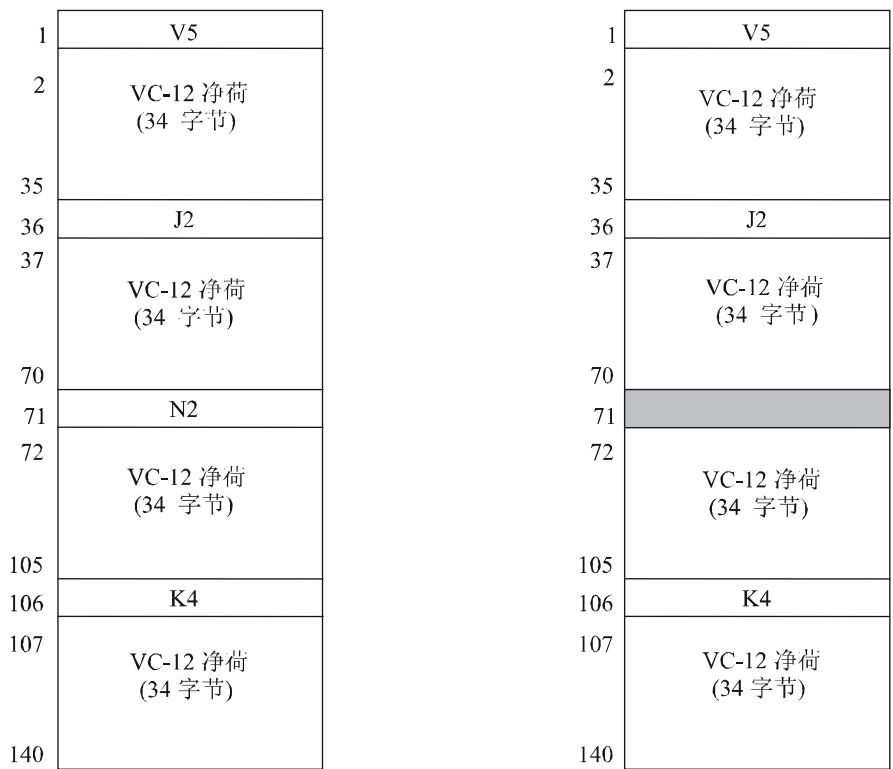 1 V5
2
VC-12 净荷
(34 字节)
35
36 J2
37
VC-12 净荷
(34 字节)
70
71 N2
72
VC-12 净荷
(34 字节)
105
106 K4
107
VC-12 净荷
(34 字节)
140
1 V5
2
VC-12 净荷
(34 字节)
35
36 J2
37
VC-12 净荷
(34 字节)
70
71
72
VC-12 净荷
(34 字节)
105
106 K4
107
VC-12 净荷
(34 字节)
140